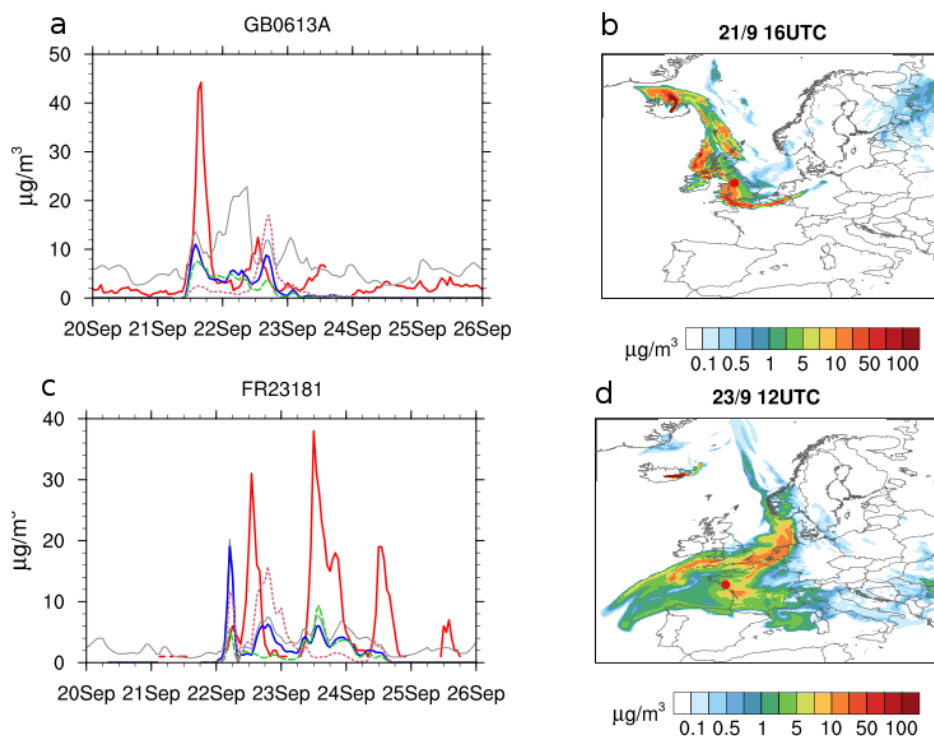 a
GB0613A
50
40
30
20
10
0
µg/m³
20Sep 21Sep 22Sep 23Sep 24Sep 25Sep 26Sep
b
21/9 16UTC
µg/m³
0.1 0.5 1 5 10 50 100
c
FR23181
40
30
20
10
0
µg/m³
20Sep 21Sep 22Sep 23Sep 24Sep 25Sep 26Sep
d
23/9 12UTC
µg/m³
0.1 0.5 1 5 10 50 100